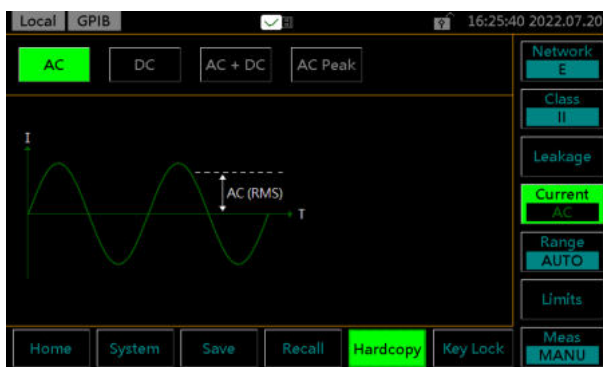 Local GPIB 16:25:40 2022.07.20
AC DC AC + DC AC Peak
Network
E
Class
II
Leakage
I
AC (RMS)
T
Current
AC
Range
AUTO
Limits
Home System Save Recall Hardcopy Key Lock
Meas
MANU